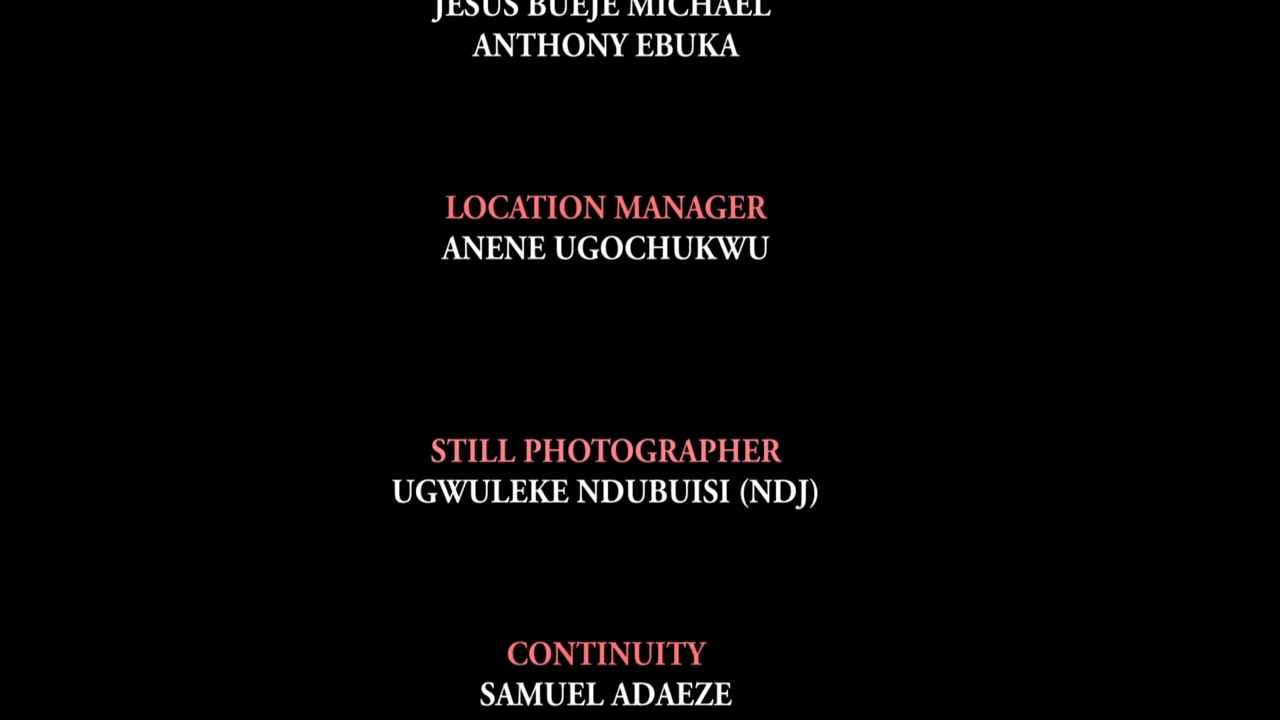 JESUS BUEJE MICHAEL
ANTHONY EBUKA
LOCATION MANAGER
ANENE UGOCHUKWU
STILL PHOTOGRAPHER
UGWULEKE NDUBUISI (NDJ)
CONTINUITY
SAMUEL ADAEZE